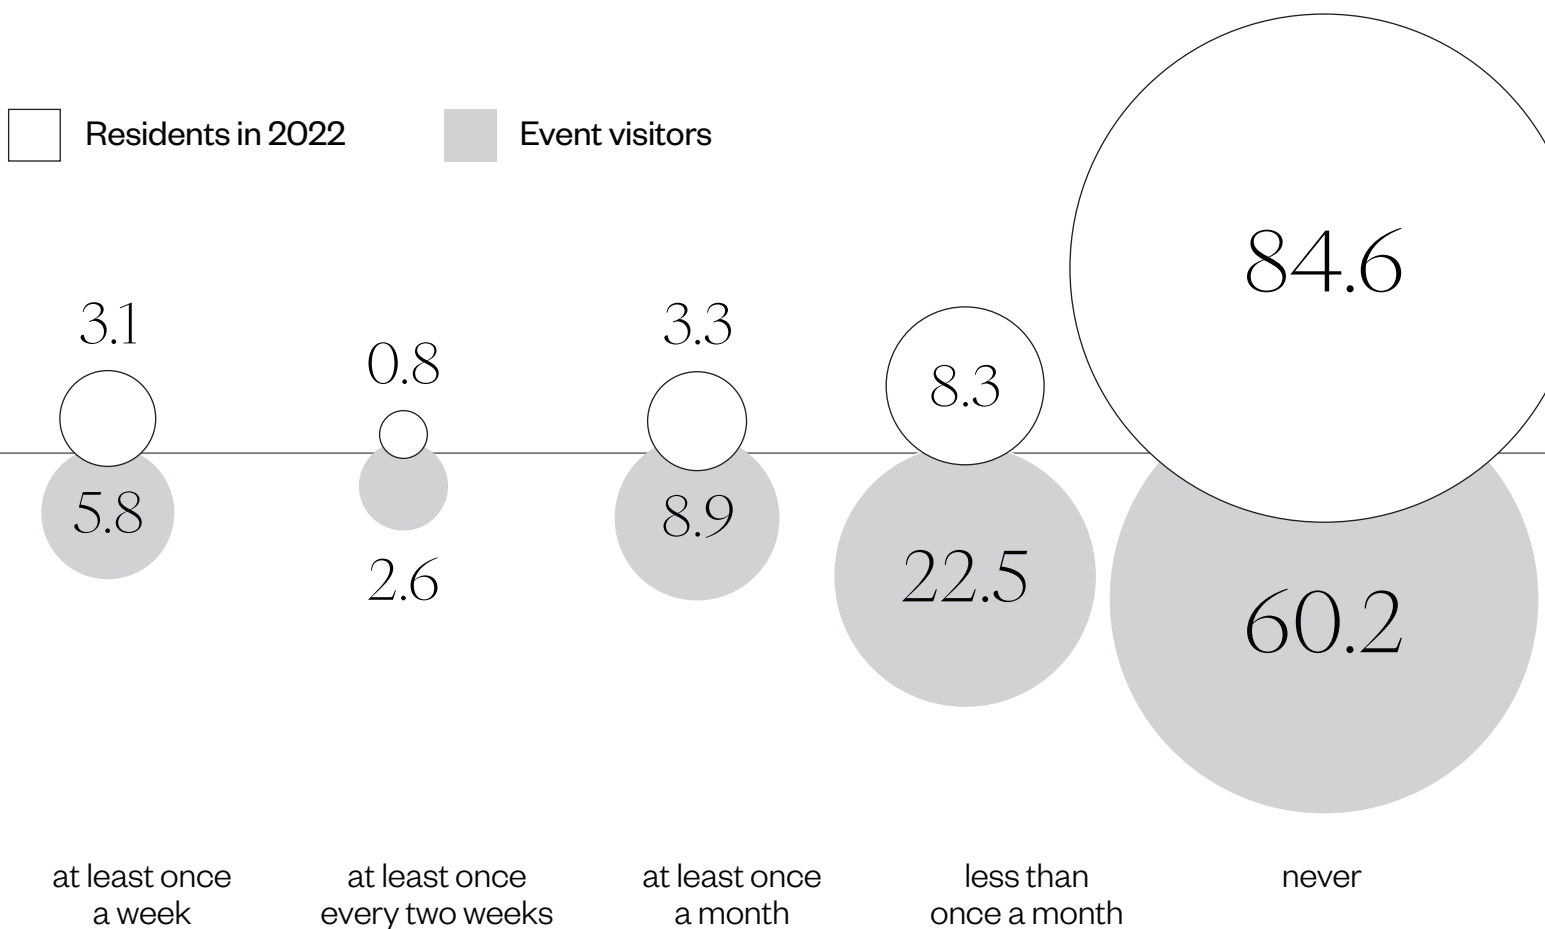 Residents in 2022
Event visitors
84.6
3.1
0.8
3.3
8.3
5.8
2.6
8.9
22.5
60.2
at least once
a week
at least once
every two weeks
at least once
a month
less than
once a month
never